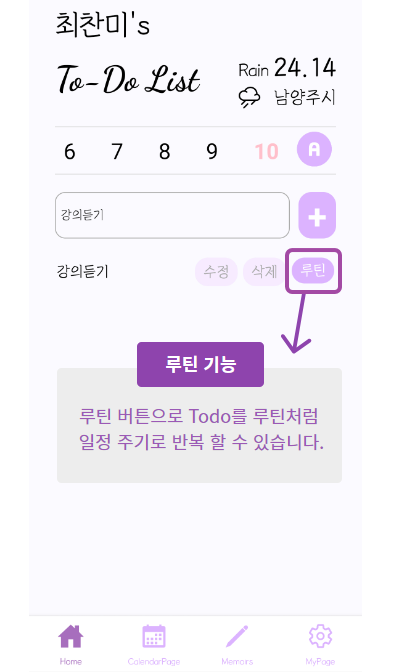 최찬미's
To-Do List
Rain 24.14
남양주시
6 7 8 9 10 A
강의듣기
+
강의듣기 수정 삭제 루틴
루틴 기능
루틴 버튼으로 Todo를 루틴처럼
일정 주기로 반복 할 수 있습니다.
Home CalendarPage Memoirs MyPage